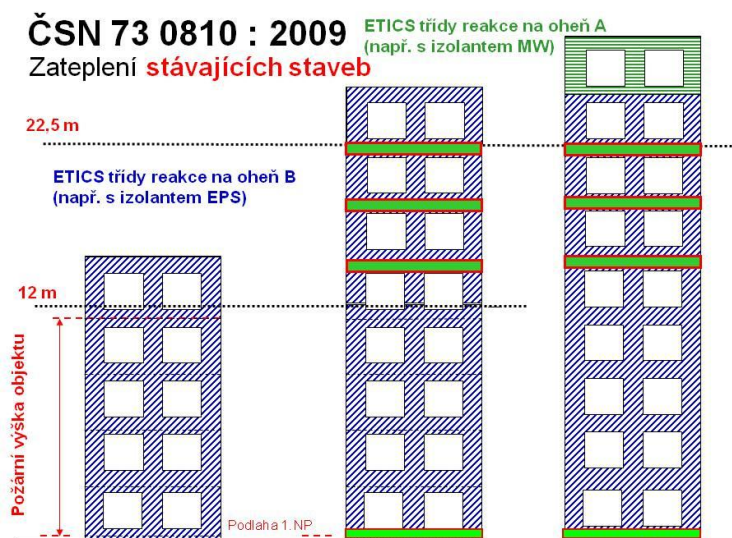 ČSN 73 0810 : 2009
Zateplení stávajících staveb
ETICS třídy reakce na oheň A
(např. s izolantem MW)
22,5 m
ETICS třídy reakce na oheň B
(např. s izolantem EPS)
12 m
Požární výška objektu
Podlaha 1.NP